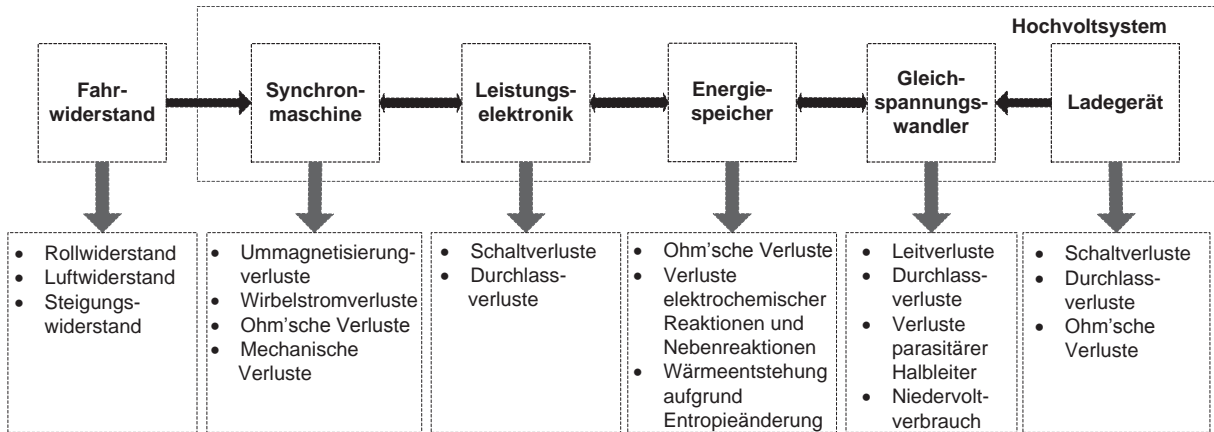 Hochvoltsystem
Fahr-
widerstand
Synchron-
maschine
Leistungs-
elektronik
Energie-
speicher
Gleich-
spannungs-
wandler
Ladegerät
• Rollwiderstand
• Luftwiderstand
• Steigungs-
widerstand
• Ummagnetisierung-
verluste
• Wirbelstromverluste
• Ohm'sche Verluste
• Mechanische
Verluste
• Schaltverluste
• Durchlass-
verluste
• Ohm'sche Verluste
• Verluste
elektrochemischer
Reaktionen und
Nebenreaktionen
• Wärmeentstehung
aufgrund
Entropieänderung
• Leitverluste
• Durchlass-
verluste
• Verluste
parasitärer
Halbleiter
• Niedervolt-
verbrauch
• Schaltverluste
• Durchlass-
verluste
• Ohm'sche
Verluste